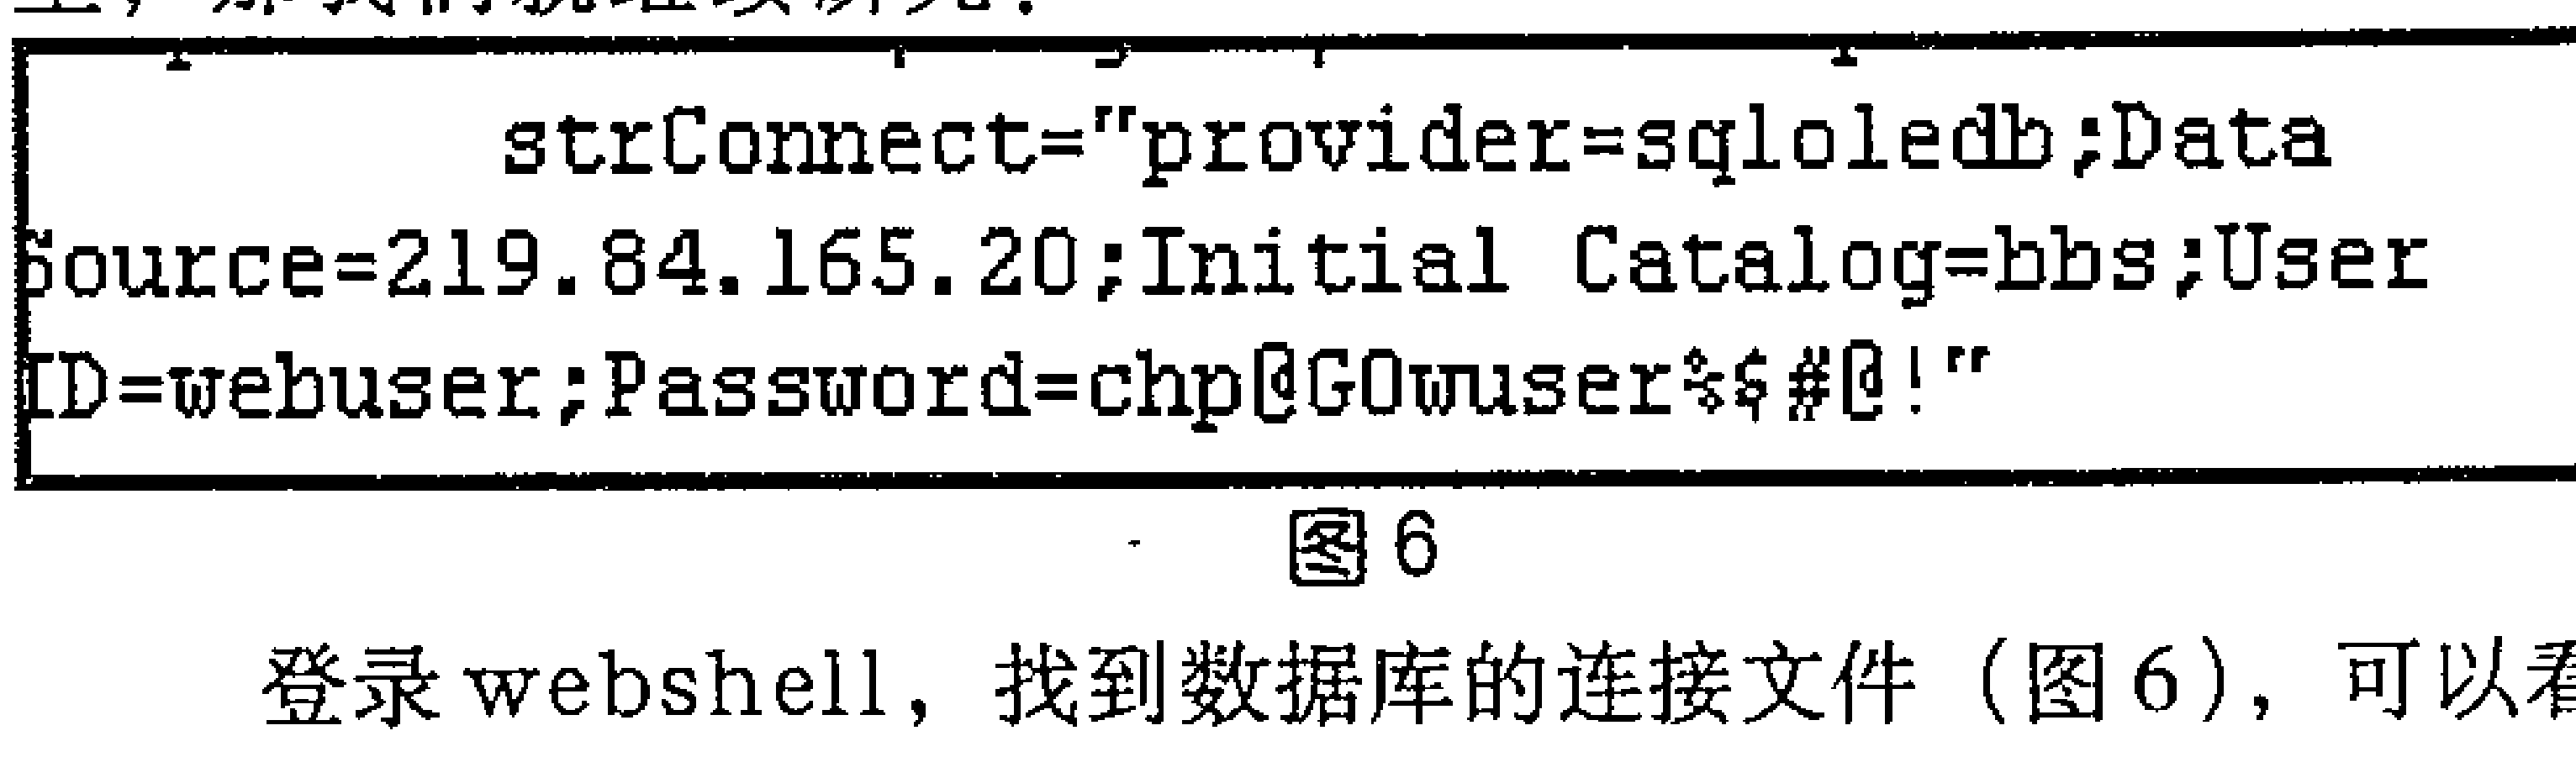 strConnect="provider=sqloledb;Data
Source=219.84.165.20;Initial Catalog=bbs;User
ID=webuser;Password=chp@GOwuser%$#@!"
图6
登录webshell，找到数据库的连接文件（图6），可以看